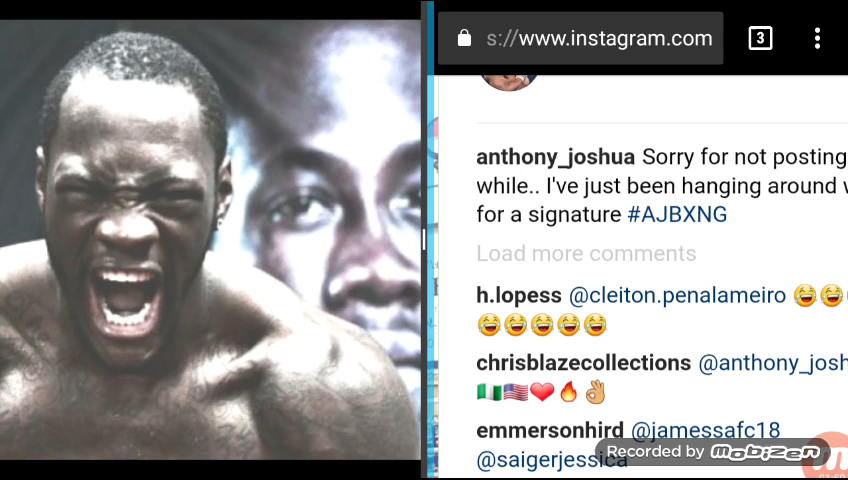 s://www.instagram.com
3
anthony_joshua Sorry for not posting
while.. I've just been hanging around
for a signature #AJBXNG
Load more comments
h.lopess @cleiton.penalameiro 😂😂
😂😂😂😂😂
chrisblazecollections @anthony_josh
🇳🇬🇺🇸❤️🔥👌🏽
emmersonhird @jamessafc18
@saigerjessica
Recorded by Mobizen